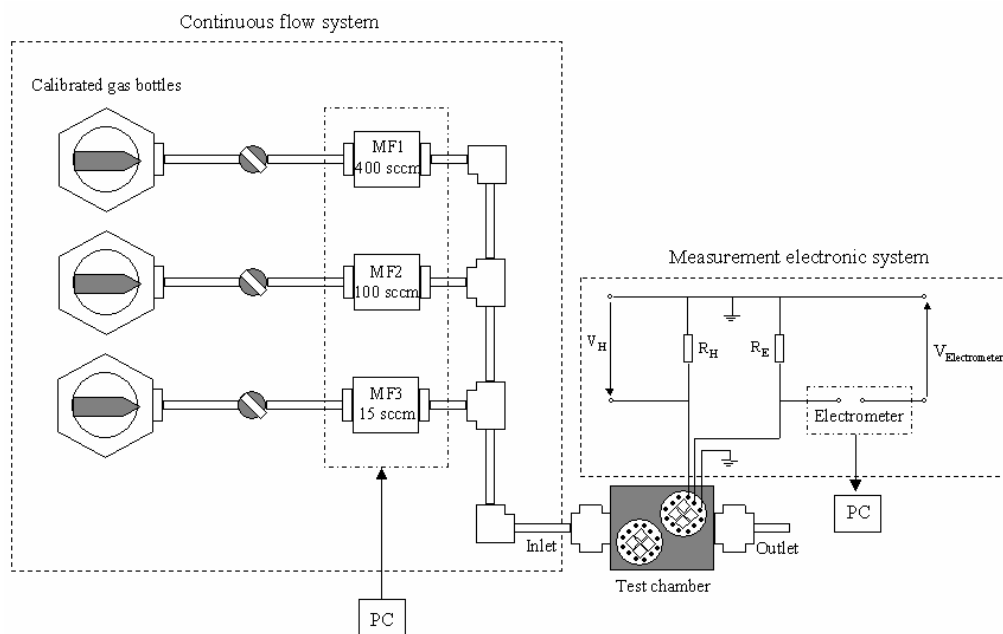 Continuous flow system
Calibrated gas bottles
MF1
400 sccm
MF2
100 sccm
MF3
15 sccm
PC
Inlet
Test chamber
Outlet
Measurement electronic system
V_H
R_H
R_E
V_Electrometer
Electrometer
PC